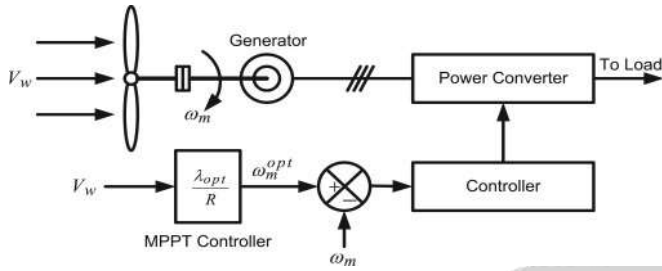 Generator
V_w
ω_m
Power Converter
To Load
V_w
λ_opt / R
ω_m^opt
+
−
Controller
MPPT Controller
ω_m